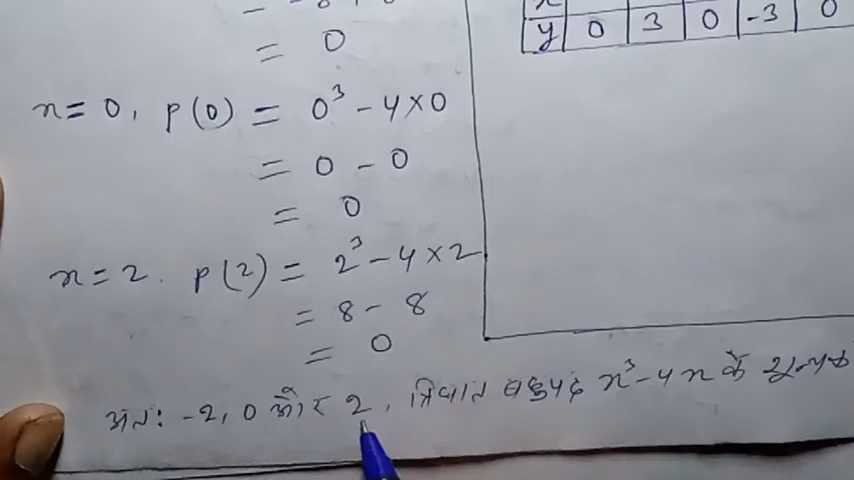 = 0
x = 0, p(0) = 0³ - 4×0
= 0 - 0
= 0
x = 2. p(2) = 2³ - 4×2
= 8 - 8
= 0
अतः -2, 0 और 2, त्रिघात बहुपद x³-4x के शून्यक
y 0 3 0 -3 0